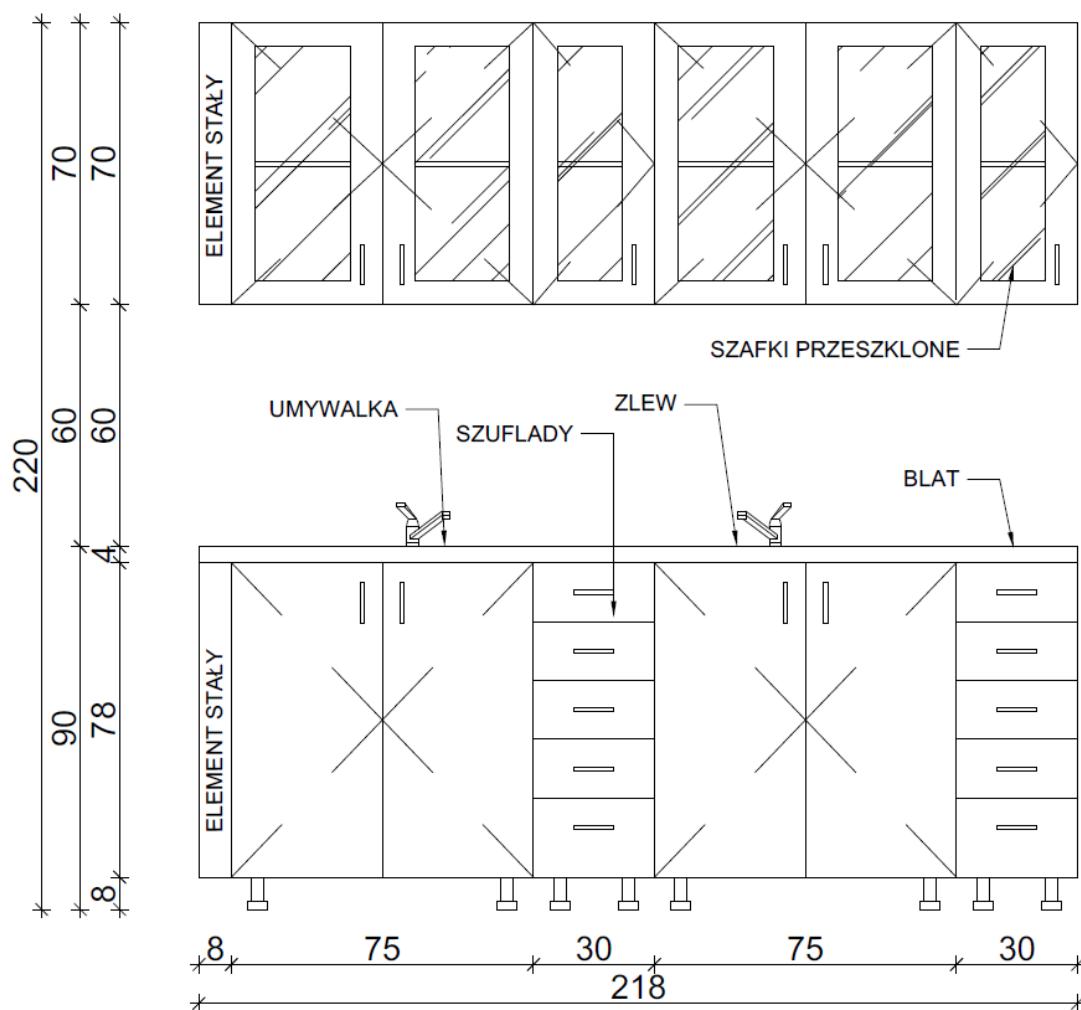 ELEMENT STAŁY
70
70
SZAFKI PRZESZKLONE
UMYWALKA
ZLEW
SZUFLADY
BLAT
220
60
60
4
ELEMENT STAŁY
90
78
8
8
75
30
75
30
218